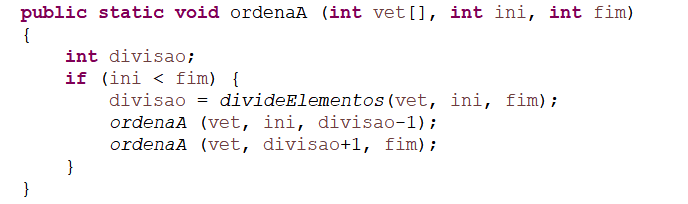 public static void ordenaA (int vet[], int ini, int fim)
{
    int divisao;
    if (ini < fim) {
        divisao = divideElementos(vet, ini, fim);
        ordenaA (vet, ini, divisao-1);
        ordenaA (vet, divisao+1, fim);
    }
}